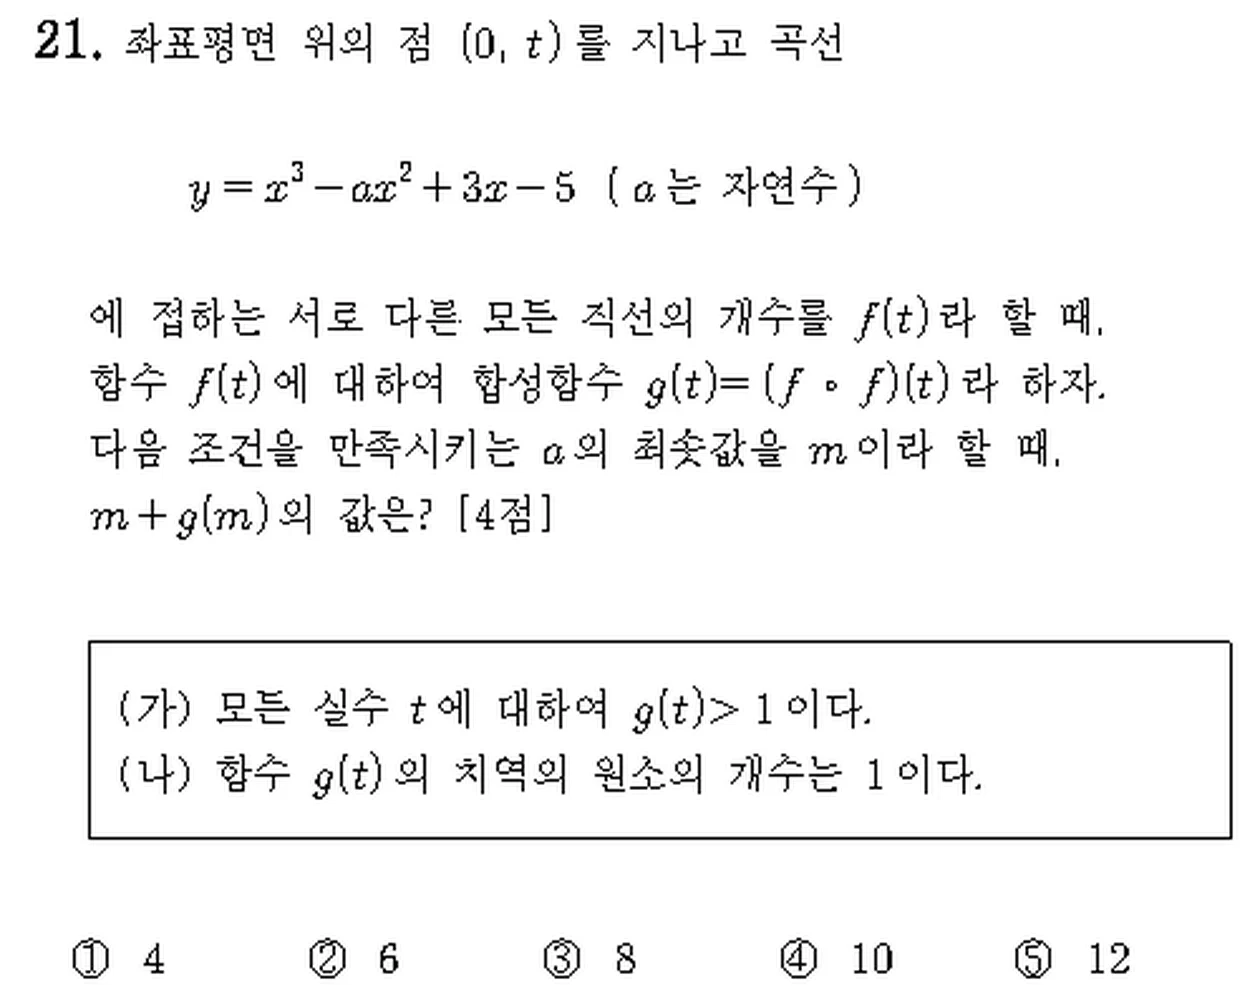 21. 좌표평면 위의 점 (0, t)를 지나고 곡선
y = x³ − ax² + 3x − 5 ( a는 자연수 )
에 접하는 서로 다른 모든 직선의 개수를 f(t)라 할 때,
함수 f(t)에 대하여 합성함수 g(t)= (f ∘ f)(t)라 하자.
다음 조건을 만족시키는 a의 최솟값을 m이라 할 때,
m + g(m)의 값은? [4점]
(가) 모든 실수 t에 대하여 g(t)> 1이다.
(나) 함수 g(t)의 치역의 원소의 개수는 1이다.
① 4 ② 6 ③ 8 ④ 10 ⑤ 12